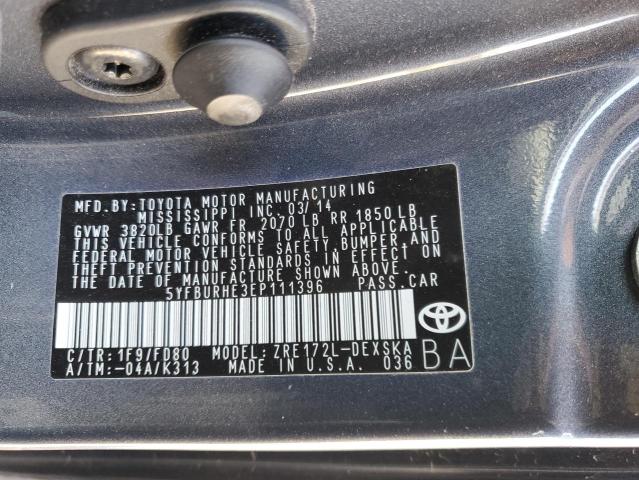 MFD.BY:TOYOTA MOTOR MANUFACTURING
MISSISSIPPI INC. 03/14
GVWR 3820LB GAWR FR 2070 LB RR 1850 LB
THIS VEHICLE CONFORMS TO ALL APPLICABLE
FEDERAL MOTOR VEHICLE SAFETY, BUMPER, AND
THEFT PREVENTION STANDARDS IN EFFECT ON
THE DATE OF MANUFACTURE SHOWN ABOVE.
5YFBURHE3EP111396 PASS.CAR
C/TR:1F9/FD80 MODEL:ZRE172L-DEXSKA
A/TM:-04A/K313 MADE IN U.S.A. 036
BA